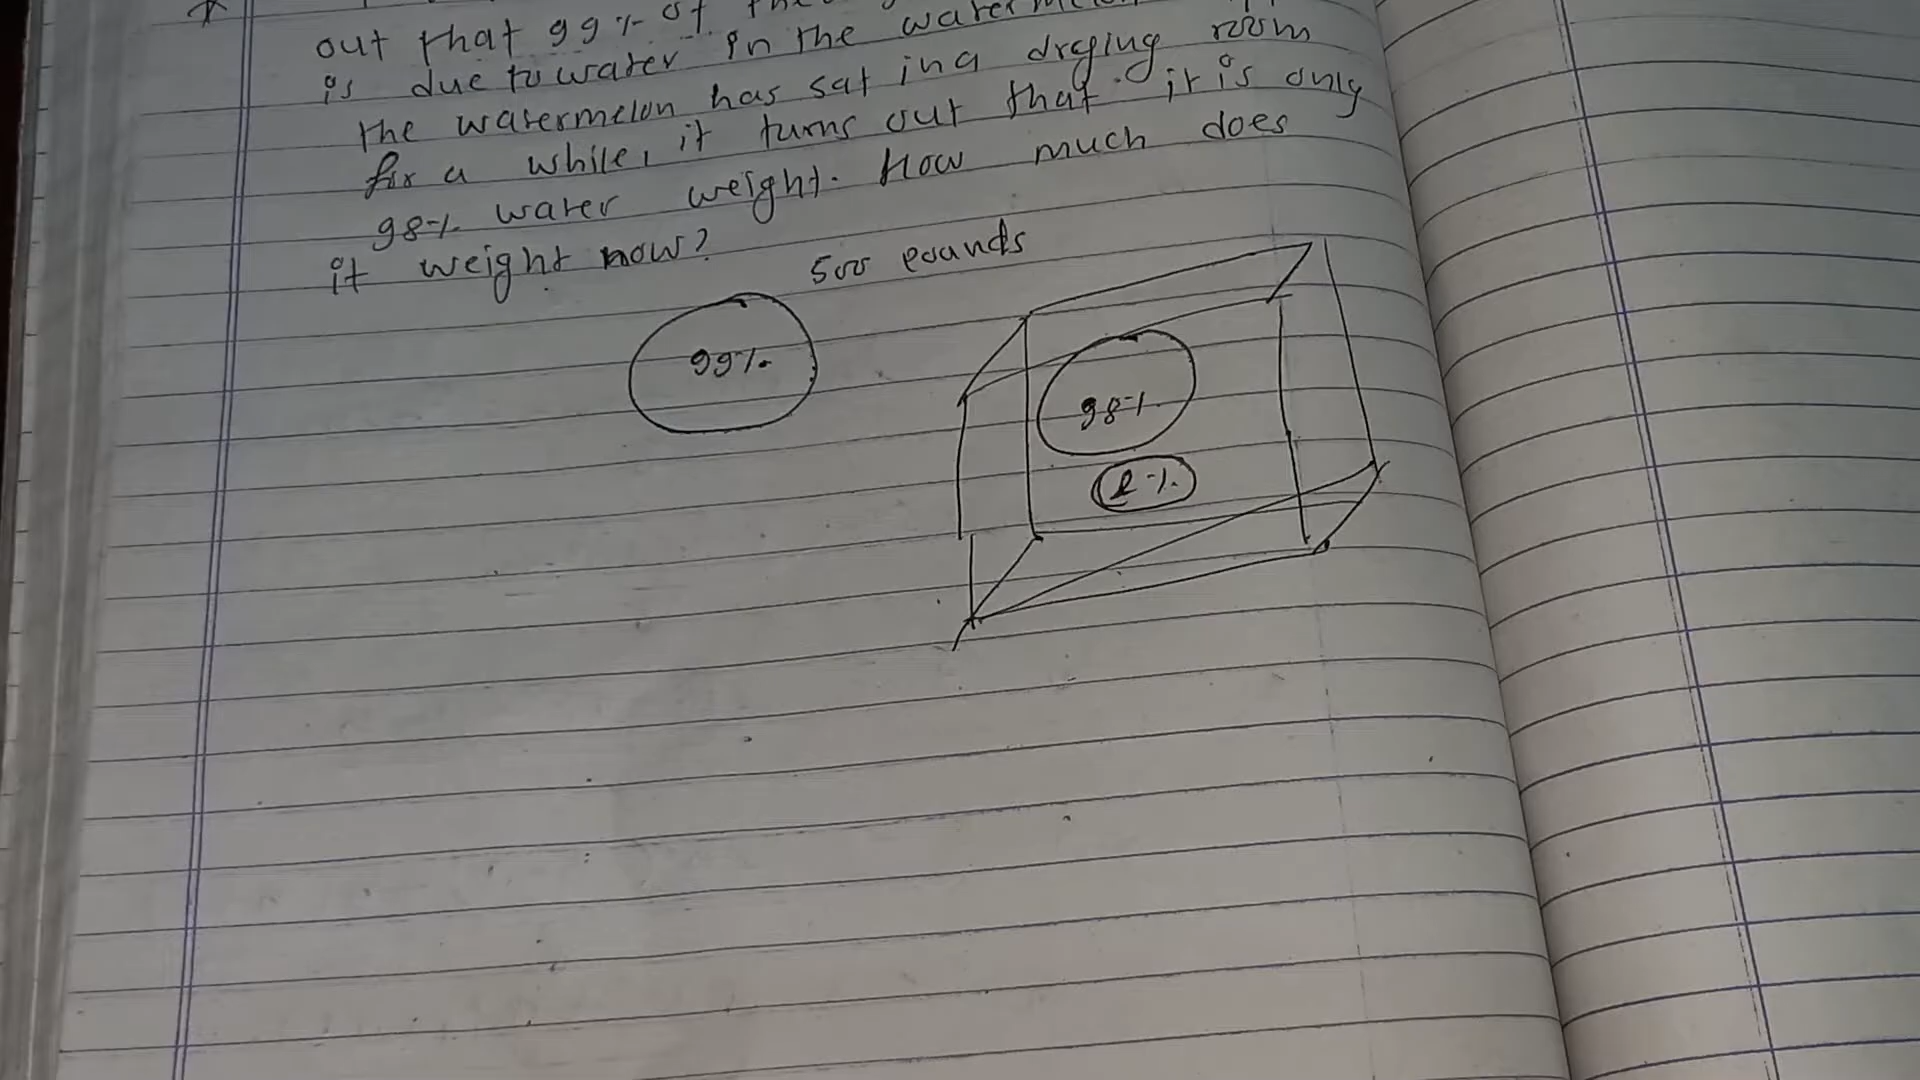 out that 99% of the
is due to water in the watermelon
the watermelon has sat in a drying room
for a while, it turns out that it is only
98% water weight. How much does
it weight now?
500 pounds
99%
98%
2%